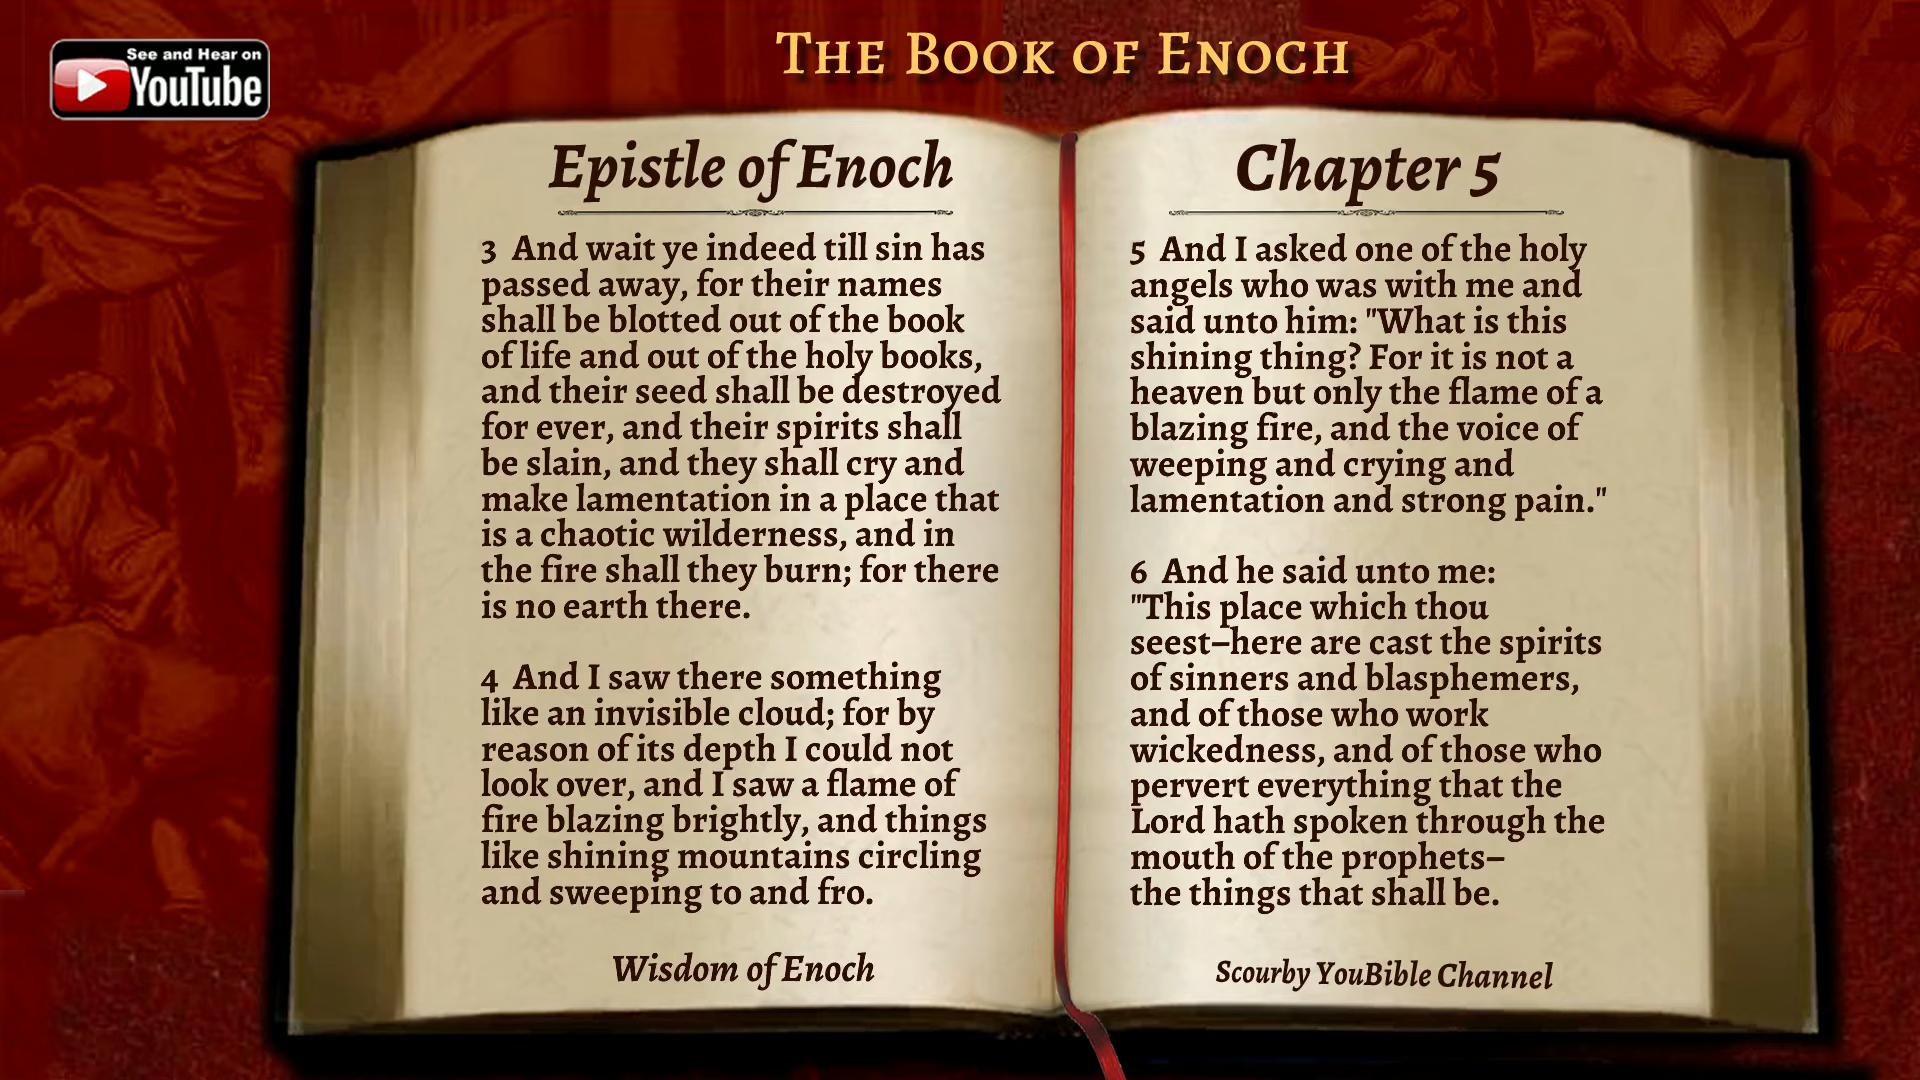 See and Hear on
YouTube
The Book of Enoch
Epistle of Enoch
3 And wait ye indeed till sin has
passed away, for their names
shall be blotted out of the book
of life and out of the holy books,
and their seed shall be destroyed
for ever, and their spirits shall
be slain, and they shall cry and
make lamentation in a place that
is a chaotic wilderness, and in
the fire shall they burn; for there
is no earth there.
4 And I saw there something
like an invisible cloud; for by
reason of its depth I could not
look over, and I saw a flame of
fire blazing brightly, and things
like shining mountains circling
and sweeping to and fro.
Wisdom of Enoch
Chapter 5
5 And I asked one of the holy
angels who was with me and
said unto him: "What is this
shining thing? For it is not a
heaven but only the flame of a
blazing fire, and the voice of
weeping and crying and
lamentation and strong pain."
6 And he said unto me:
"This place which thou
seest–here are cast the spirits
of sinners and blasphemers,
and of those who work
wickedness, and of those who
pervert everything that the
Lord hath spoken through the
mouth of the prophets–
the things that shall be.
Scourby YouBible Channel